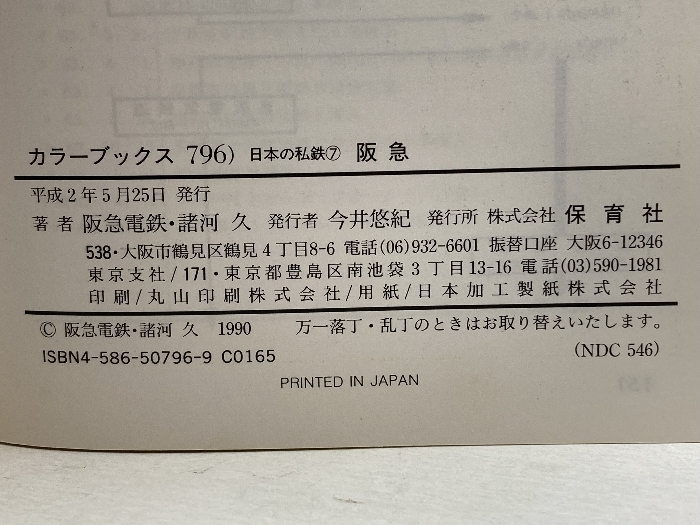 カラーブックス 796) 日本の私鉄⑦ 阪急
平成2年5月25日 発行
著者 阪急電鉄・諸河 久 発行者 今井悠紀 発行所 株式会社 保育社
538・大阪市鶴見区鶴見4丁目8-6 電話(06)932-6601 振替口座 大阪6-12346
東京支社/171・東京都豊島区南池袋3丁目13-16 電話(03)590-1981
印刷/丸山印刷株式会社/用紙/日本加工製紙株式会社
© 阪急電鉄・諸河 久 1990 万一落丁・乱丁のときはお取り替えいたします。
ISBN4-586-50796-9 C0165 (NDC 546)
PRINTED IN JAPAN